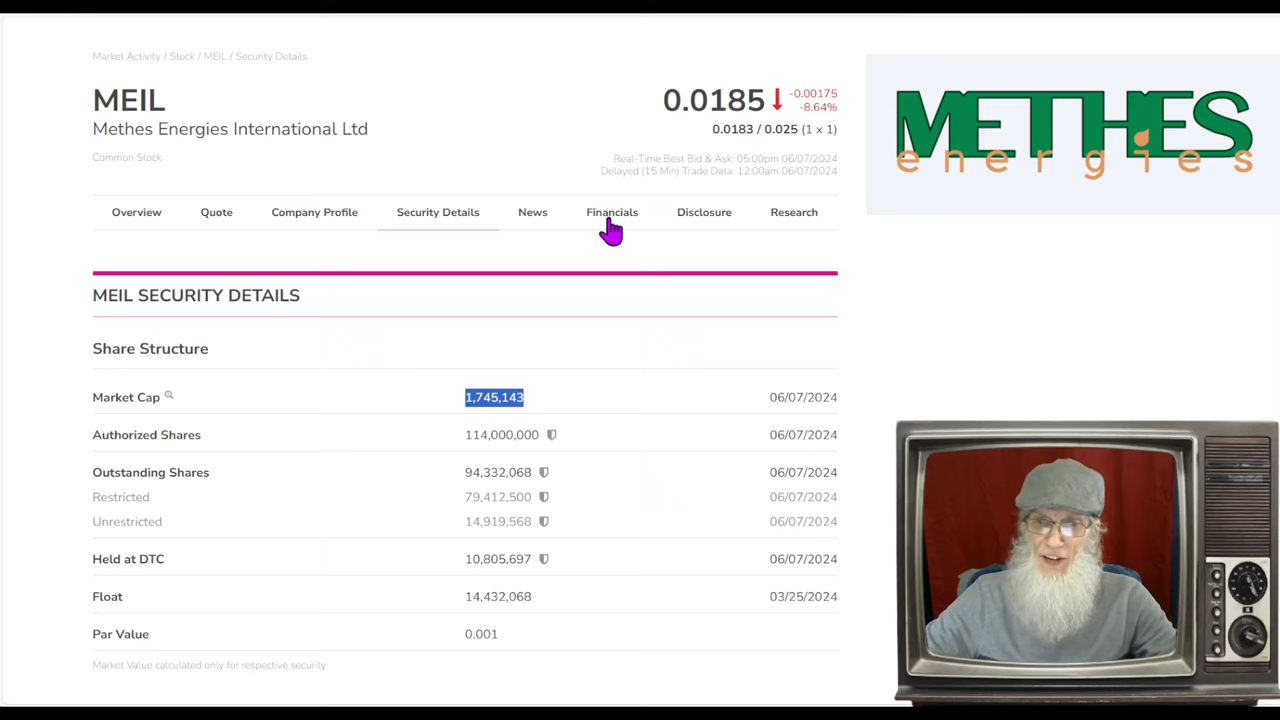 Market Activity / Stock / MEIL / Security Details
MEIL
0.0185 -0.00175
-8.64%
Methes Energies International Ltd
0.0183 / 0.025 (1 x 1)
Common Stock
Real-Time Best Bid & Ask: 05:00pm 06/07/2024
Delayed (15 Min) Trade Data: 12:00am 06/07/2024
METHES
energies
Overview Quote Company Profile Security Details News Financials Disclosure Research
MEIL SECURITY DETAILS
Share Structure
Market Cap 1,745,143 06/07/2024
Authorized Shares 114,000,000 06/07/2024
Outstanding Shares 94,332,068 06/07/2024
Restricted 79,412,500 06/07/2024
Unrestricted 14,919,568 06/07/2024
Held at DTC 10,805,697 06/07/2024
Float 14,432,068 03/25/2024
Par Value 0.001
Market Value calculated only for respective security